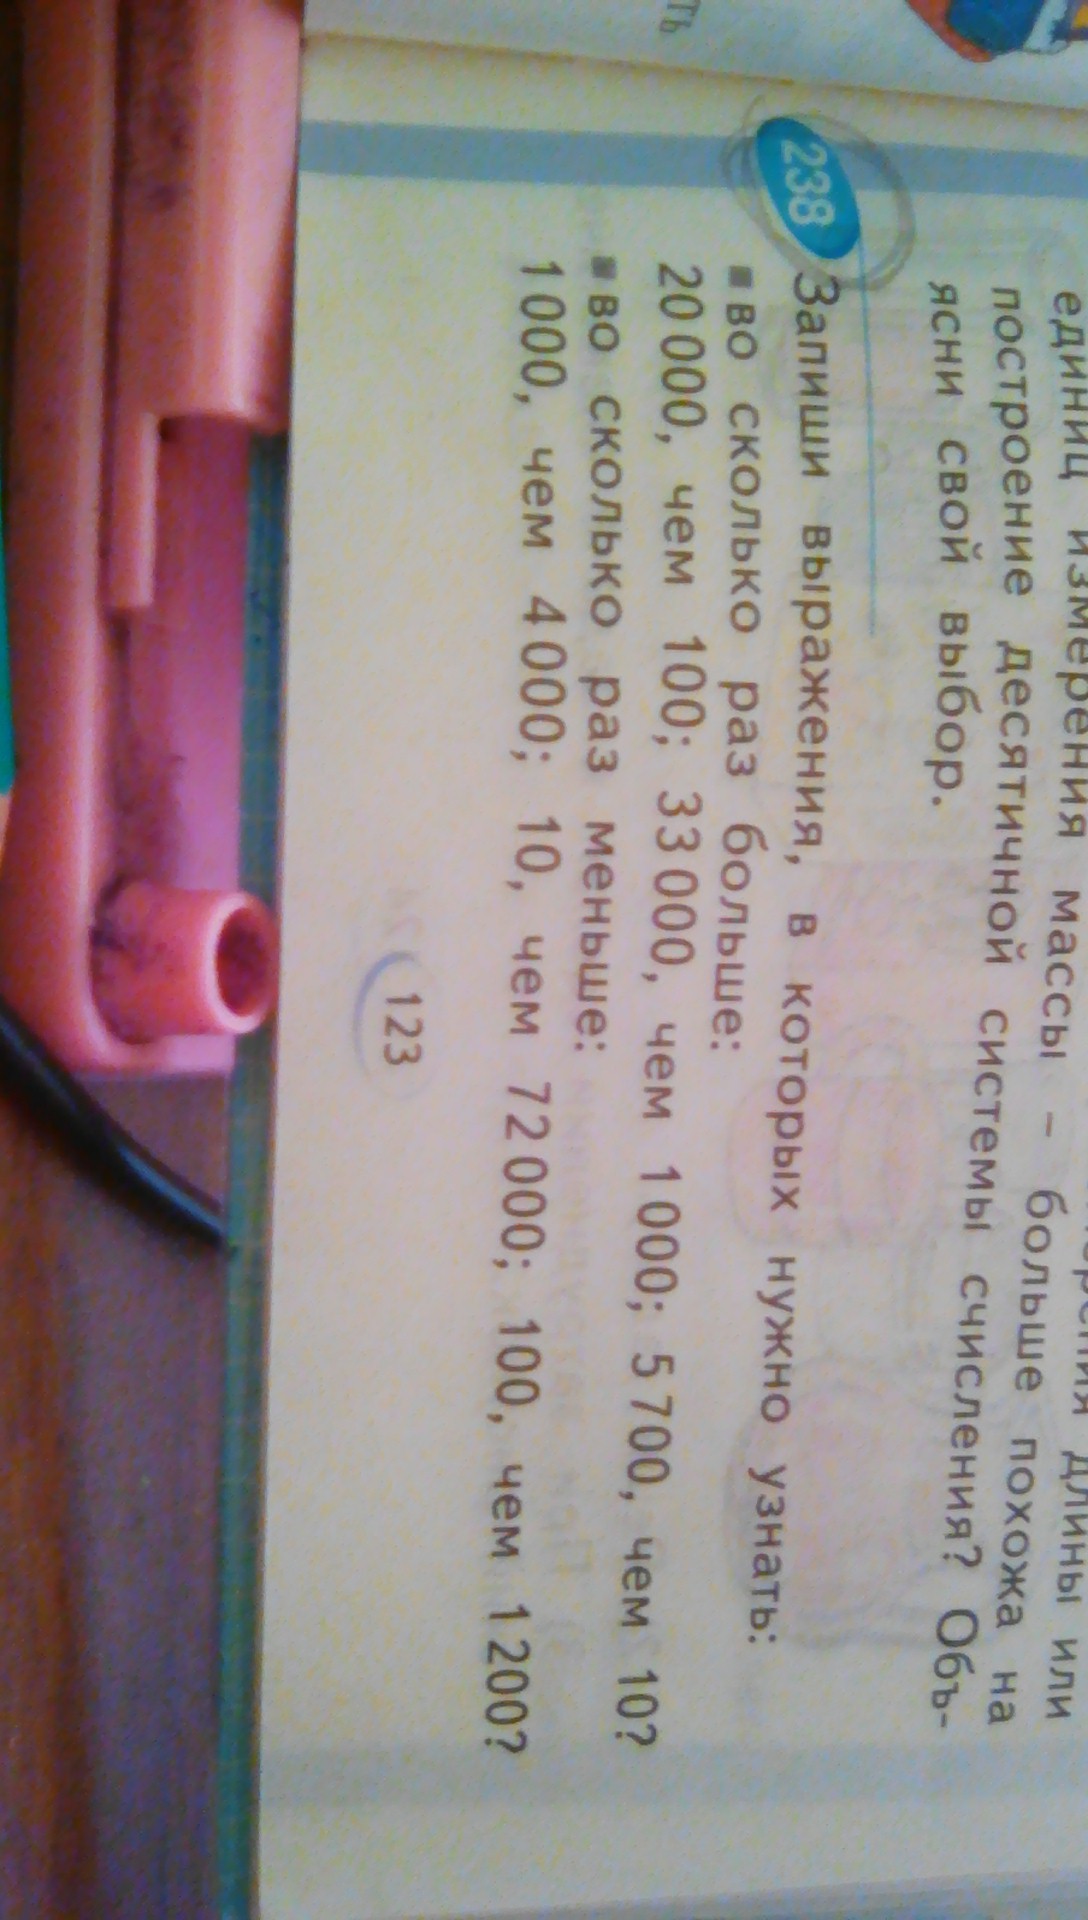 ть
единиц измерения массы – больше похожа на
построение десятичной системы счисления? Объ-
ясни свой выбор.
238 Запиши выражения, в которых нужно узнать:
▪ во сколько раз больше:
20 000, чем 100; 33 000, чем 1 000; 5 700, чем 10?
▪ во сколько раз меньше:
1 000, чем 4 000; 10, чем 72 000; 100, чем 1 200?
123